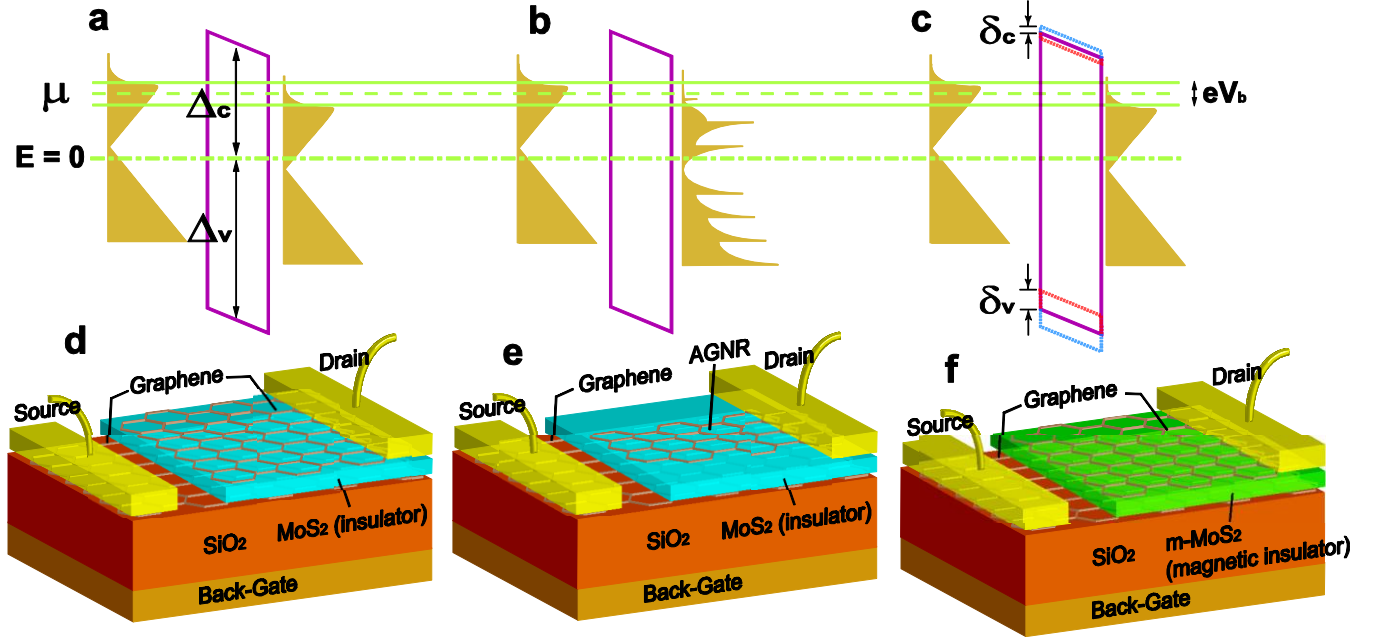 a
b
c
δc
μ
Δc
eVb
E = 0
Δv
δv
d
e
f
Drain
Graphene
Source
MoS2 (insulator)
SiO2
Back-Gate
AGNR
Drain
Graphene
Source
MoS2 (insulator)
SiO2
Back-Gate
Drain
Graphene
Source
SiO2
m-MoS2
(magnetic insulator)
Back-Gate